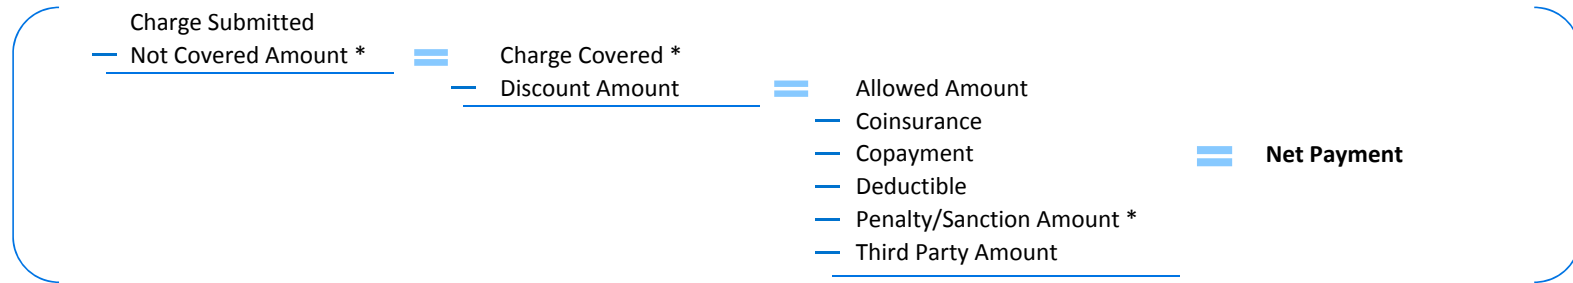 Charge Submitted
— Not Covered Amount * = Charge Covered *
— Discount Amount = Allowed Amount
— Coinsurance
— Copayment = Net Payment
— Deductible
— Penalty/Sanction Amount *
— Third Party Amount